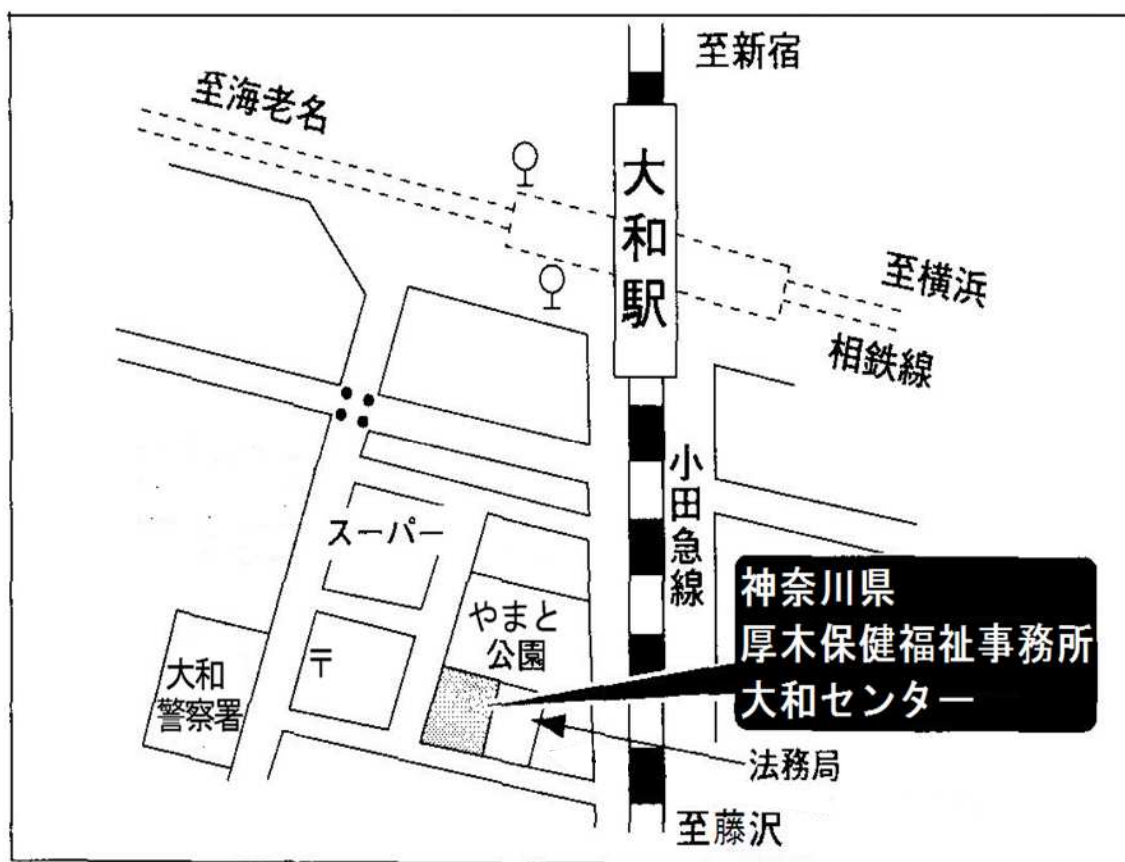 至新宿
至海老名
大和駅
至横浜
相鉄線
小田急線
スーパー
神奈川県
厚木保健福祉事務所
大和センター
やまと
公園
〒
大和
警察署
法務局
至藤沢